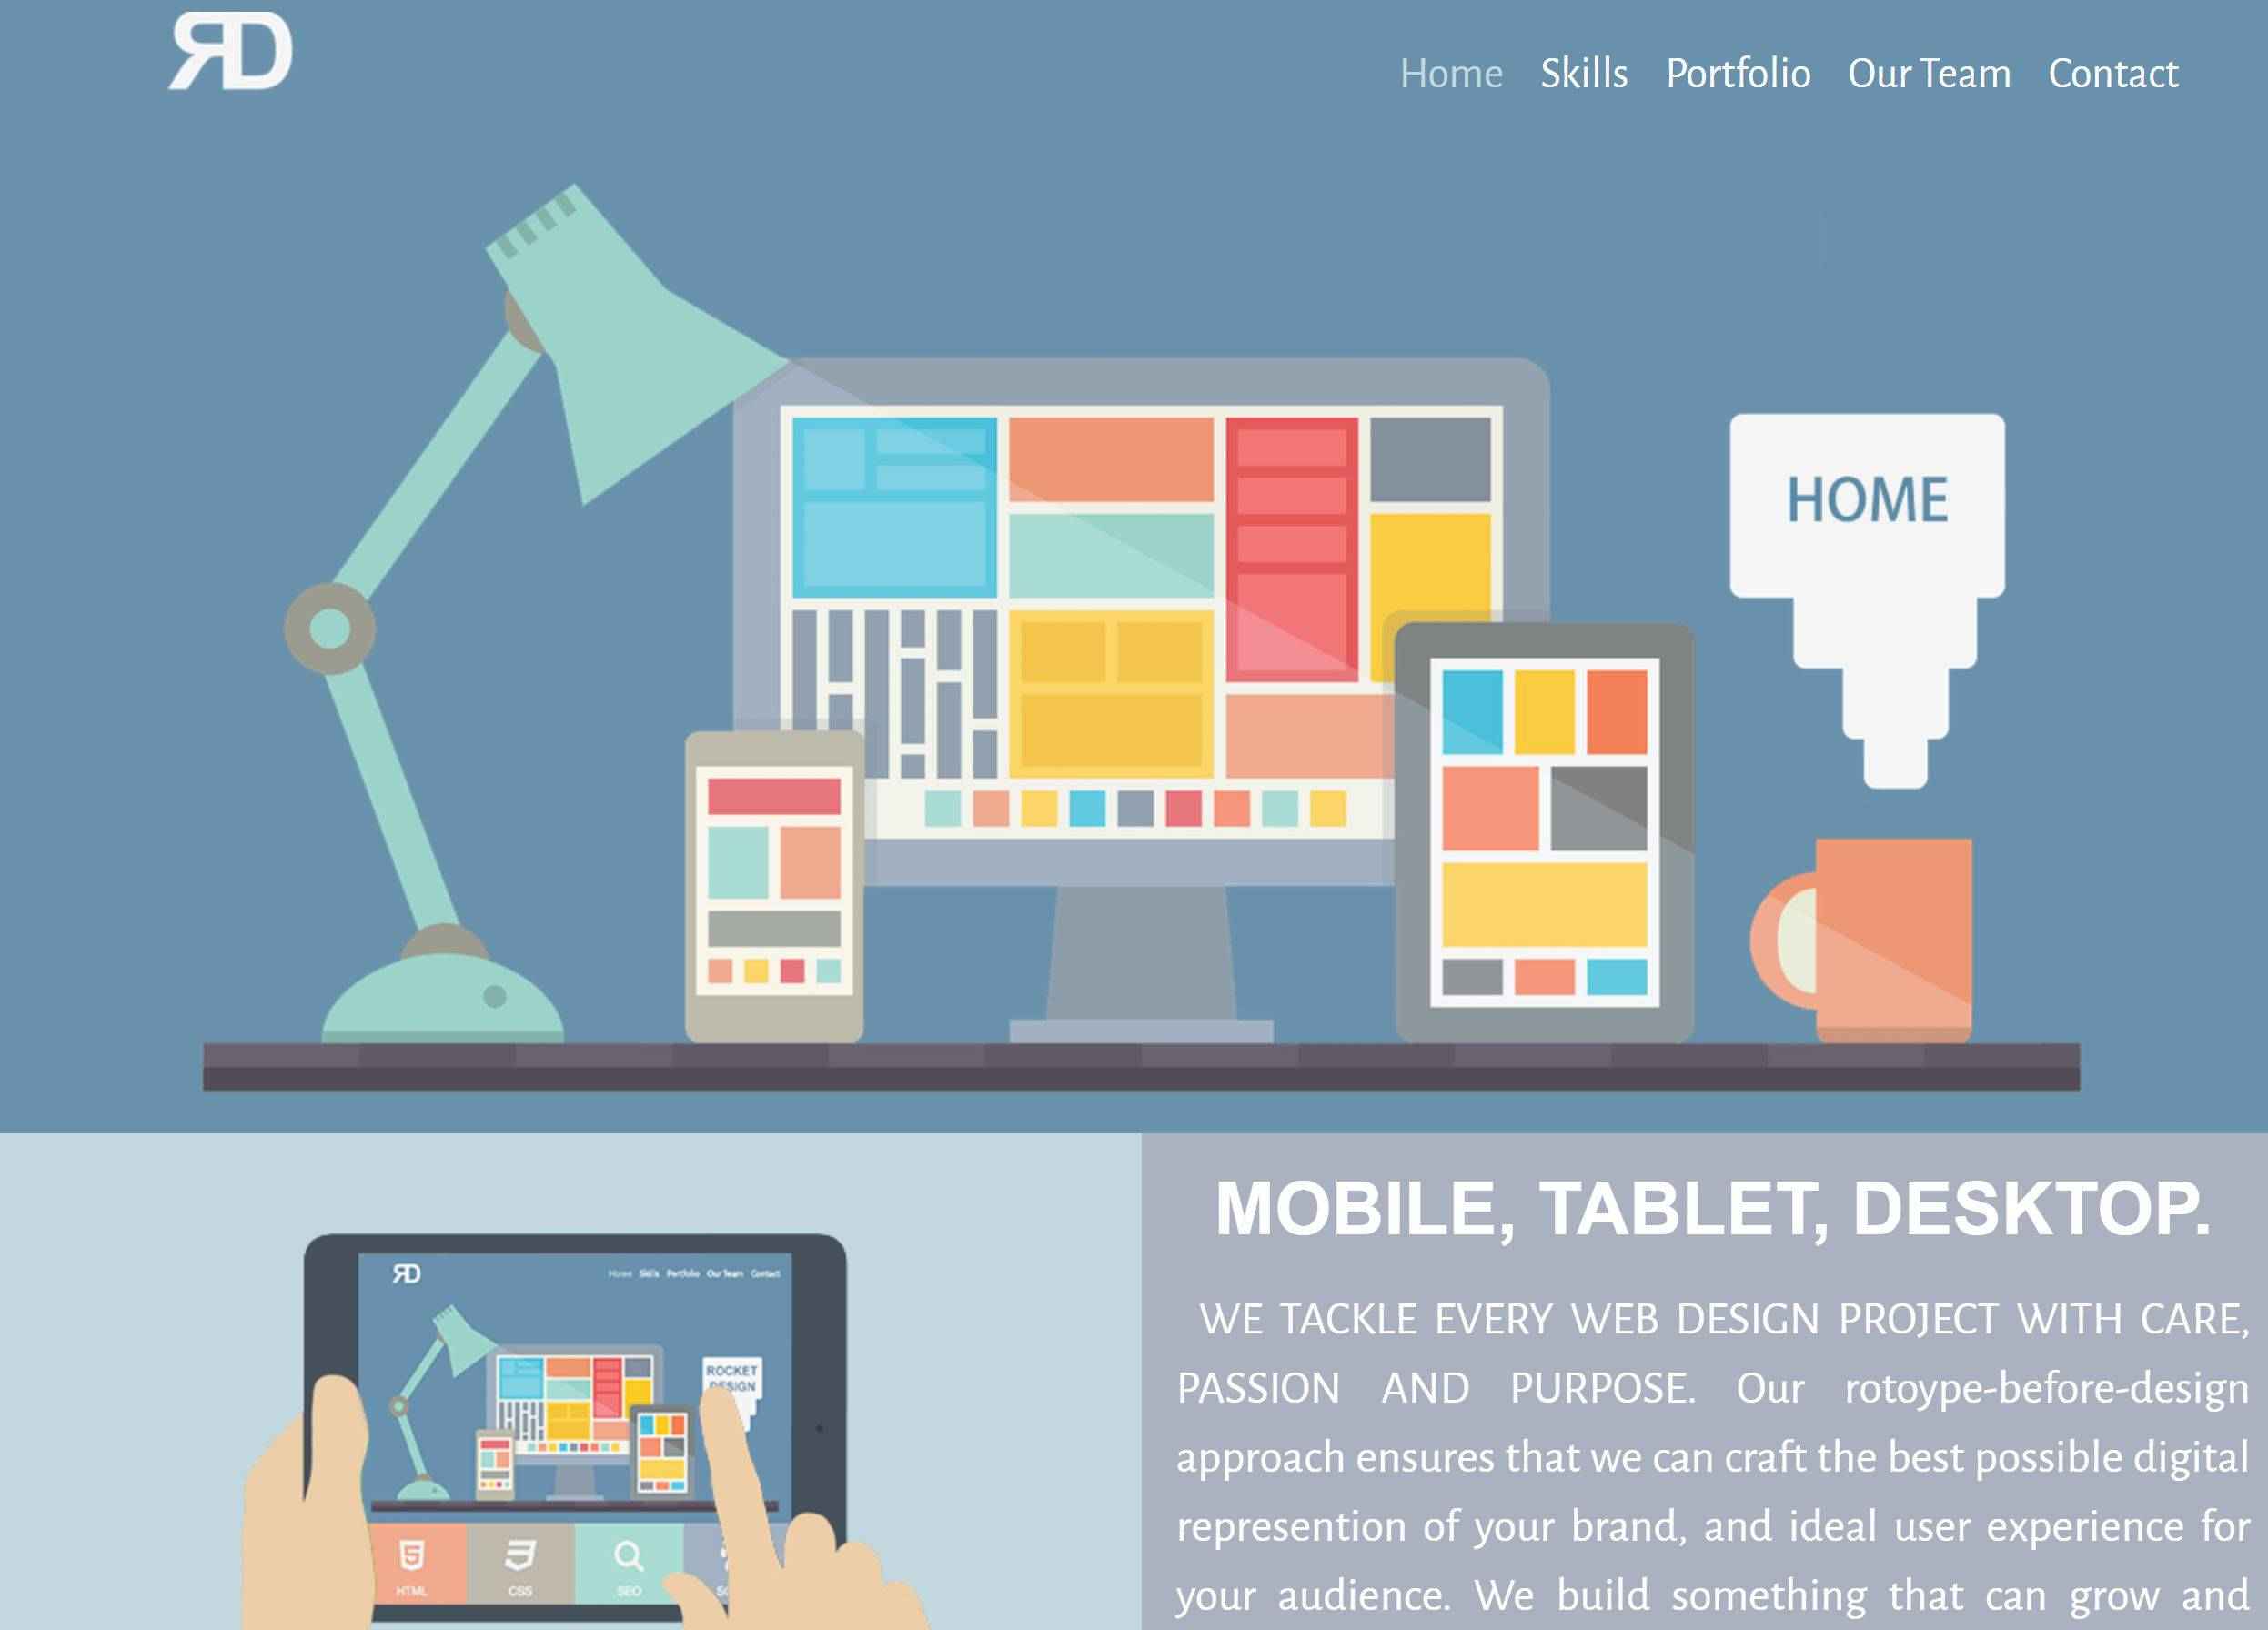 RD
Home Skills Portfolio Our Team Contact
HOME
MOBILE, TABLET, DESKTOP.
WE TACKLE EVERY WEB DESIGN PROJECT WITH CARE,
PASSION AND PURPOSE. Our rotoype-before-design
approach ensures that we can craft the best possible digital
represention of your brand, and ideal user experience for
your audience. We build something that can grow and
RD
Home Skills Portfolio Our Team Contact
ROCKET
DESIGN
HTML CSS SEO